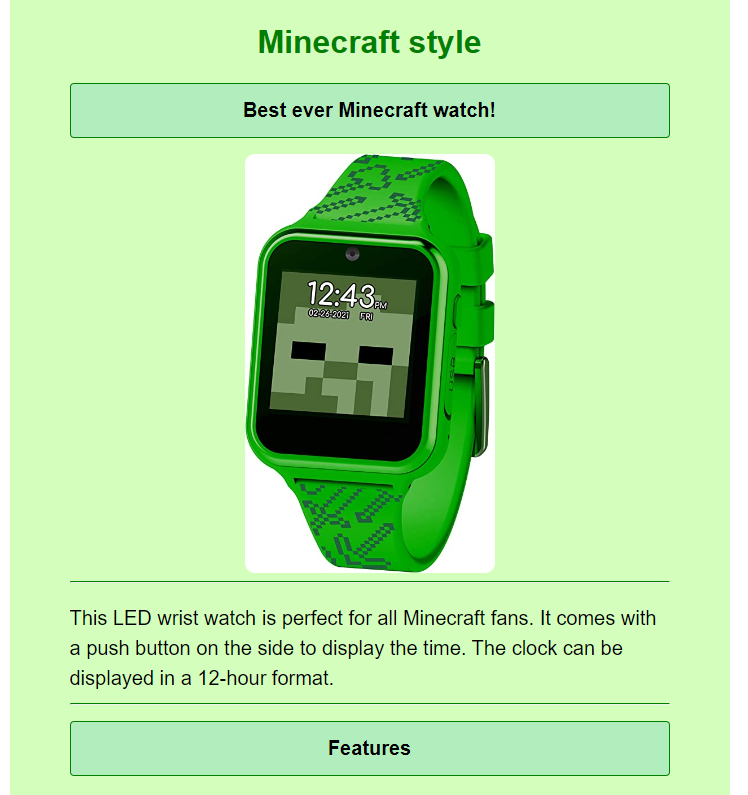 Minecraft style
Best ever Minecraft watch!
12:43 PM
02-26-2021 FRI
This LED wrist watch is perfect for all Minecraft fans. It comes with
a push button on the side to display the time. The clock can be
displayed in a 12-hour format.
Features